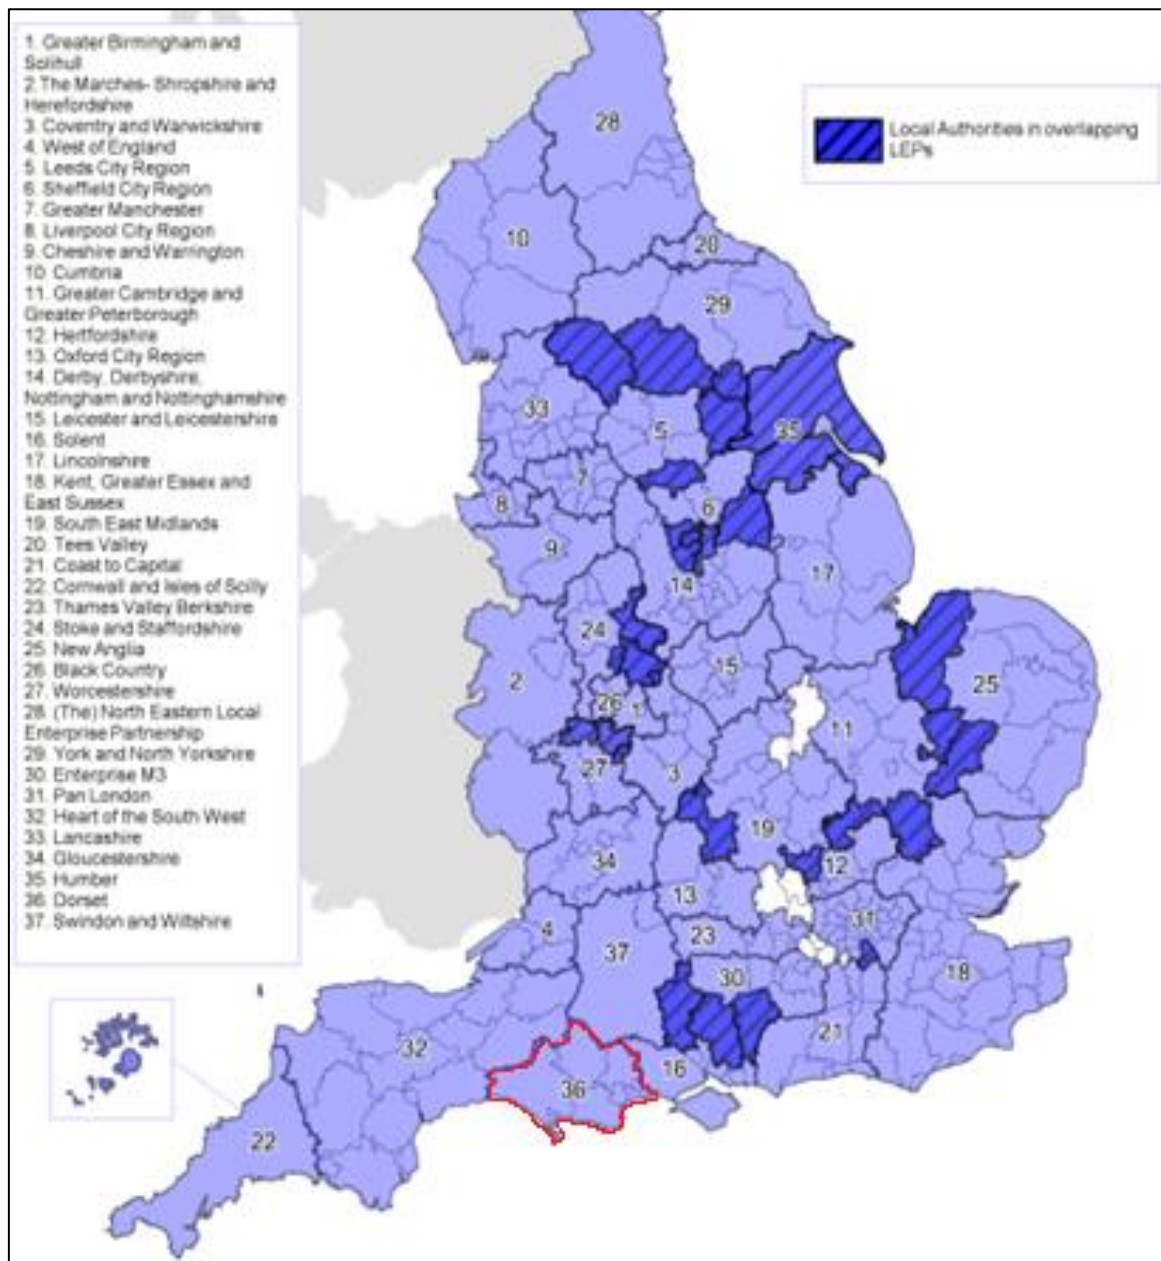 1. Greater Birmingham and
Solihull
2.The Marches- Shropshire and
Herefordshire
3. Coventry and Warwickshire
4. West of England
5. Leeds City Region
6. Sheffield City Region
7. Greater Manchester
8. Liverpool City Region
9. Cheshire and Warrington
10. Cumbria
11. Greater Cambridge and
Greater Peterborough
12. Hertfordshire
13. Oxford City Region
14. Derby, Derbyshire,
Nottingham and Nottinghamshire
15. Leicester and Leicestershire
16. Solent
17. Lincolnshire
18. Kent, Greater Essex and
East Sussex
19. South East Midlands
20. Tees Valley
21. Coast to Capital
22. Cornwall and Isles of Scilly
23. Thames Valley Berkshire
24. Stoke and Staffordshire
25. New Anglia
26. Black Country
27. Worcestershire
28. (The) North Eastern Local
Enterprise Partnership
29. York and North Yorkshire
30. Enterprise M3
31. Pan London
32. Heart of the South West
33. Lancashire
34. Gloucestershire
35. Humber
36. Dorset
37. Swindon and Wiltshire
Local Authorities in overlapping
LEPs
28
10
20
29
33
5
35
7
8
6
9
14
17
24
15
2
25
26
1
11
27
3
19
34
12
13
31
4
23
37
30
18
32
21
16
36
22